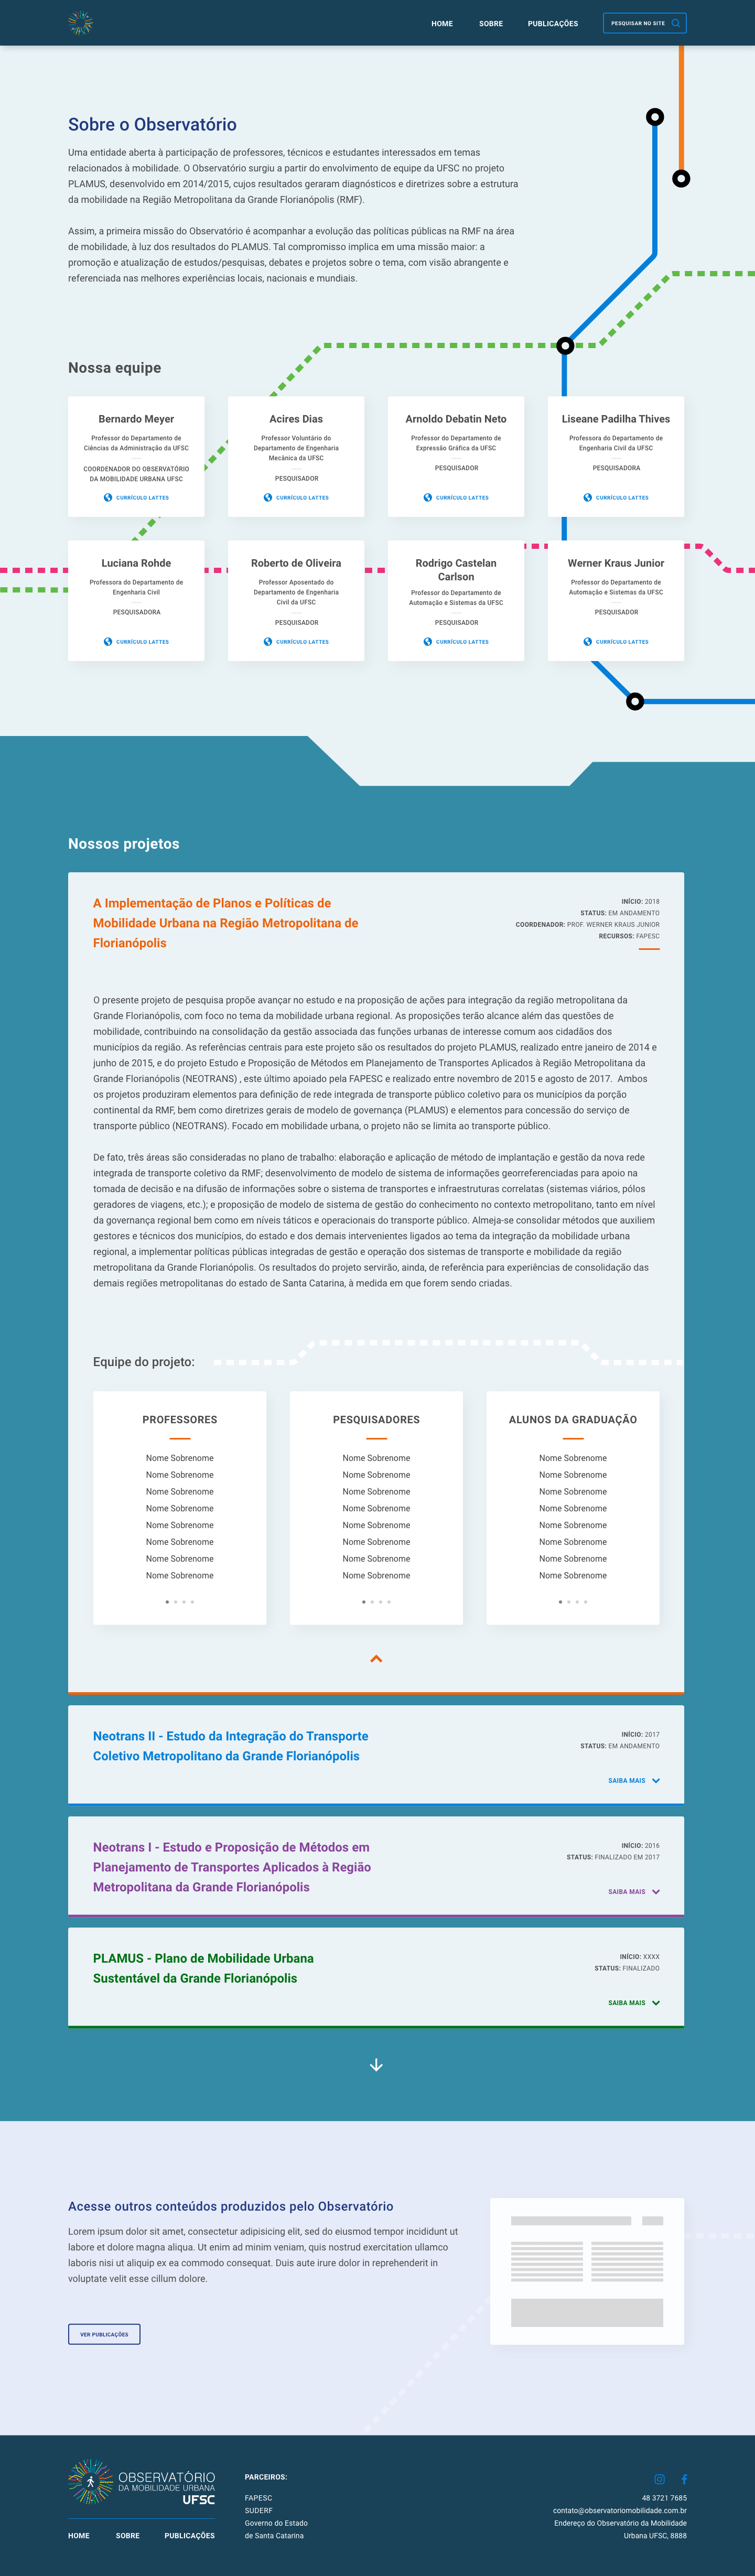 HOME SOBRE PUBLICAÇÕES PESQUISAR NO SITE
Sobre o Observatório
Uma entidade aberta à participação de professores, técnicos e estudantes interessados em temas
relacionados à mobilidade. O Observatório surgiu a partir do envolvimento de equipe da UFSC no projeto
PLAMUS, desenvolvido em 2014/2015, cujos resultados geraram diagnósticos e diretrizes sobre a estrutura
da mobilidade na Região Metropolitana da Grande Florianópolis (RMF).
Assim, a primeira missão do Observatório é acompanhar a evolução das políticas públicas na RMF na área
de mobilidade, à luz dos resultados do PLAMUS. Tal compromisso implica em uma missão maior: a
promoção e atualização de estudos/pesquisas, debates e projetos sobre o tema, com visão abrangente e
referenciada nas melhores experiências locais, nacionais e mundiais.
Nossa equipe
Bernardo Meyer
Professor do Departamento de
Ciências da Administração da UFSC
COORDENADOR DO OBSERVATÓRIO
DA MOBILIDADE URBANA UFSC
CURRÍCULO LATTES
Acires Dias
Professor Voluntário do
Departamento de Engenharia
Mecânica da UFSC
PESQUISADOR
CURRÍCULO LATTES
Arnoldo Debatin Neto
Professor do Departamento de
Expressão Gráfica da UFSC
PESQUISADOR
CURRÍCULO LATTES
Liseane Padilha Thives
Professora do Departamento de
Engenharia Civil da UFSC
PESQUISADORA
CURRÍCULO LATTES
Luciana Rohde
Professora do Departamento de
Engenharia Civil
PESQUISADORA
CURRÍCULO LATTES
Roberto de Oliveira
Professor Aposentado do
Departamento de Engenharia
Civil da UFSC
PESQUISADOR
CURRÍCULO LATTES
Rodrigo Castelan
Carlson
Professor do Departamento de
Automação e Sistemas da UFSC
PESQUISADOR
CURRÍCULO LATTES
Werner Kraus Junior
Professor do Departamento de
Automação e Sistemas da UFSC
PESQUISADOR
CURRÍCULO LATTES
Nossos projetos
A Implementação de Planos e Políticas de
Mobilidade Urbana na Região Metropolitana de
Florianópolis
INÍCIO: 2018
STATUS: EM ANDAMENTO
COORDENADOR: PROF. WERNER KRAUS JUNIOR
RECURSOS: FAPESC
O presente projeto de pesquisa propõe avançar no estudo e na proposição de ações para integração da região metropolitana da
Grande Florianópolis, com foco no tema da mobilidade urbana regional. As proposições terão alcance além das questões de
mobilidade, contribuindo na consolidação da gestão associada das funções urbanas de interesse comum aos cidadãos dos
municípios da região. As referências centrais para este projeto são os resultados do projeto PLAMUS, realizado entre janeiro de 2014 e
junho de 2015, e do projeto Estudo e Proposição de Métodos em Planejamento de Transportes Aplicados à Região Metropolitana da
Grande Florianópolis (NEOTRANS) , este último apoiado pela FAPESC e realizado entre novembro de 2015 e agosto de 2017. Ambos
os projetos produziram elementos para definição de rede integrada de transporte público coletivo para os municípios da porção
continental da RMF, bem como diretrizes gerais de modelo de governança (PLAMUS) e elementos para concessão do serviço de
transporte público (NEOTRANS). Focado em mobilidade urbana, o projeto não se limita ao transporte público.
De fato, três áreas são consideradas no plano de trabalho: elaboração e aplicação de método de implantação e gestão da nova rede
integrada de transporte coletivo da RMF; desenvolvimento de modelo de sistema de informações georreferenciadas para apoio na
tomada de decisão e na difusão de informações sobre o sistema de transportes e infraestruturas correlatas (sistemas viários, pólos
geradores de viagens, etc.); e proposição de modelo de sistema de gestão do conhecimento no contexto metropolitano, tanto em nível
da governança regional bem como em níveis táticos e operacionais do transporte público. Almeja-se consolidar métodos que auxiliem
gestores e técnicos dos municípios, do estado e dos demais intervenientes ligados ao tema da integração da mobilidade urbana
regional, a implementar políticas públicas integradas de gestão e operação dos sistemas de transporte e mobilidade da região
metropolitana da Grande Florianópolis. Os resultados do projeto servirão, ainda, de referência para experiências de consolidação das
demais regiões metropolitanas do estado de Santa Catarina, à medida em que forem sendo criadas.
Equipe do projeto:
PROFESSORES
Nome Sobrenome
Nome Sobrenome
Nome Sobrenome
Nome Sobrenome
Nome Sobrenome
Nome Sobrenome
Nome Sobrenome
Nome Sobrenome
PESQUISADORES
Nome Sobrenome
Nome Sobrenome
Nome Sobrenome
Nome Sobrenome
Nome Sobrenome
Nome Sobrenome
Nome Sobrenome
Nome Sobrenome
ALUNOS DA GRADUAÇÃO
Nome Sobrenome
Nome Sobrenome
Nome Sobrenome
Nome Sobrenome
Nome Sobrenome
Nome Sobrenome
Nome Sobrenome
Nome Sobrenome
Neotrans II - Estudo da Integração do Transporte
Coletivo Metropolitano da Grande Florianópolis
INÍCIO: 2017
STATUS: EM ANDAMENTO
SAIBA MAIS
Neotrans I - Estudo e Proposição de Métodos em
Planejamento de Transportes Aplicados à Região
Metropolitana da Grande Florianópolis
INÍCIO: 2016
STATUS: FINALIZADO EM 2017
SAIBA MAIS
PLAMUS - Plano de Mobilidade Urbana
Sustentável da Grande Florianópolis
INÍCIO: XXXX
STATUS: FINALIZADO
SAIBA MAIS
Acesse outros conteúdos produzidos pelo Observatório
Lorem ipsum dolor sit amet, consectetur adipisicing elit, sed do eiusmod tempor incididunt ut
labore et dolore magna aliqua. Ut enim ad minim veniam, quis nostrud exercitation ullamco
laboris nisi ut aliquip ex ea commodo consequat. Duis aute irure dolor in reprehenderit in
voluptate velit esse cillum dolore.
VER PUBLICAÇÕES
OBSERVATÓRIO
DA MOBILIDADE URBANA
UFSC
HOME SOBRE PUBLICAÇÕES
PARCEIROS:
FAPESC
SUDERF
Governo do Estado
de Santa Catarina
48 3721 7685
contato@observatoriomobilidade.com.br
Endereço do Observatório da Mobilidade
Urbana UFSC, 8888